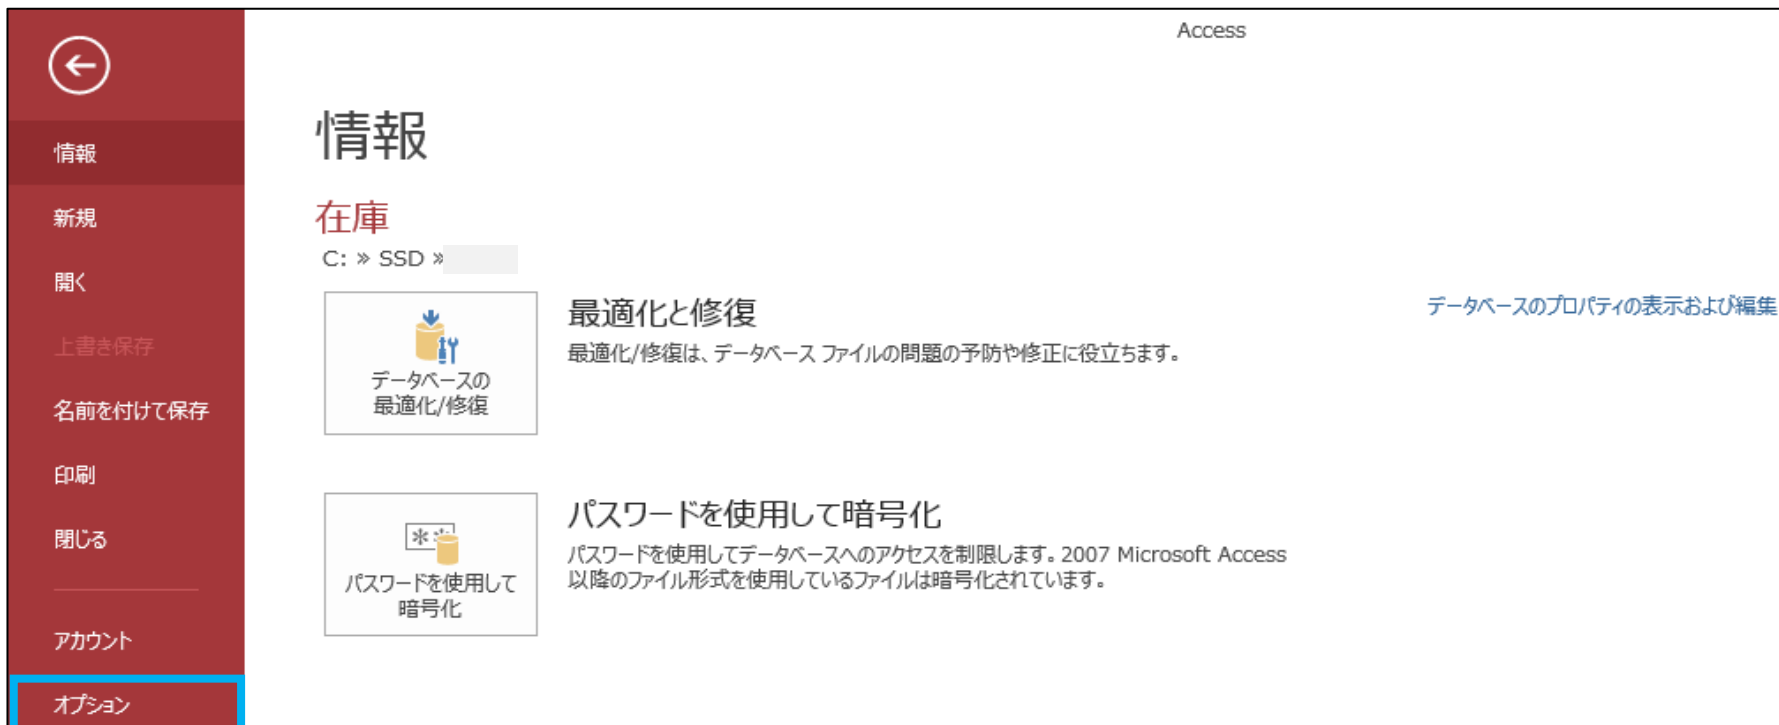 Access
情報
新規
開く
上書き保存
名前を付けて保存
印刷
閉じる
アカウント
オプション
情報
在庫
C: » SSD »
データベースの
最適化/修復
最適化と修復
最適化/修復は、データベース ファイルの問題の予防や修正に役立ちます。
データベースのプロパティの表示および編集
パスワードを使用して
暗号化
パスワードを使用して暗号化
パスワードを使用してデータベースへのアクセスを制限します。2007 Microsoft Access
以降のファイル形式を使用しているファイルは暗号化されています。